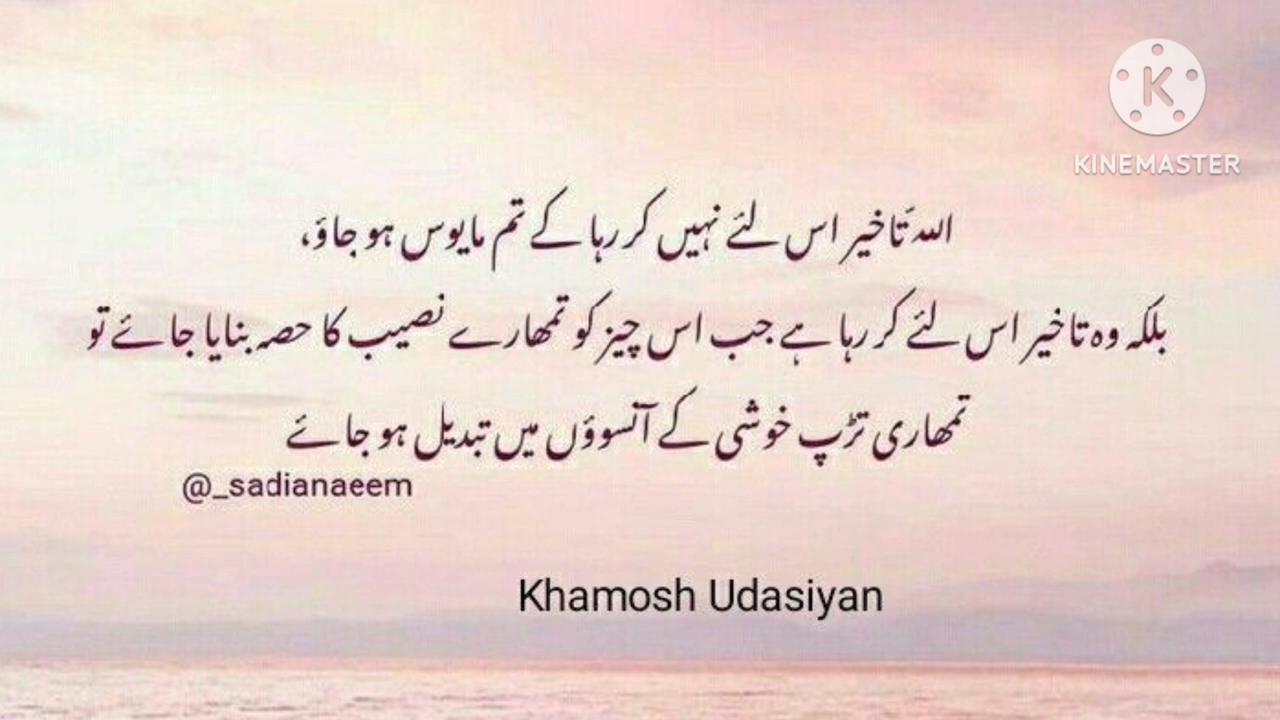 K
KINEMASTER
اللہ تاخیر اس لئے نہیں کر رہا کے تم مایوس ہو جاؤ،
بلکہ وہ تاخیر اس لئے کر رہا ہے جب اس چیز کو تمھارے نصیب کا حصہ بنایا جائے تو
تمھاری تڑپ خوشی کے آنسوؤں میں تبدیل ہو جائے
@_sadianaeem
Khamosh Udasiyan